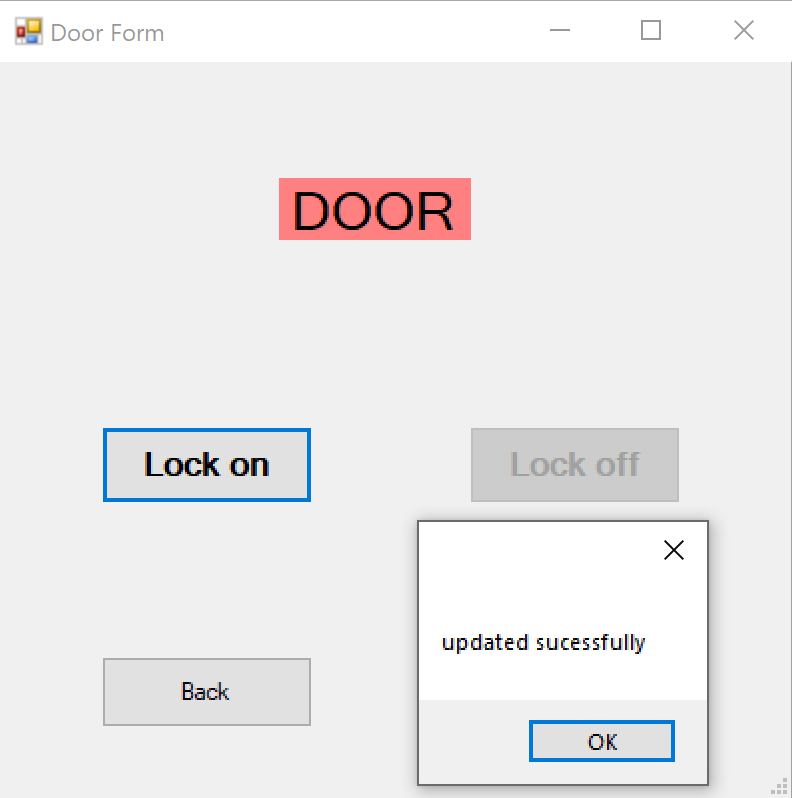 Door Form
DOOR
Lock on
Lock off
updated sucessfully
Back
OK